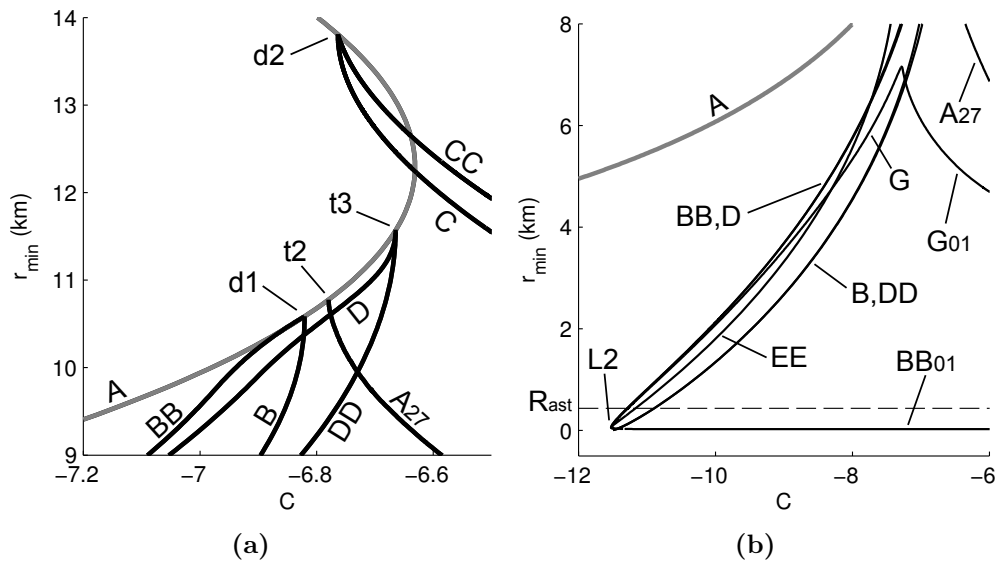 14
13
12
11
10
9
r_min (km)
d2
CC
C
t3
t2
d1
D
A
BB
B
DD
A27
−7.2
−7
−6.8
−6.6
C
(a)
8
6
4
2
0
r_min (km)
A
A27
G
BB,D
G01
B,DD
L2
EE
BB01
Rast
−12
−10
−8
−6
C
(b)